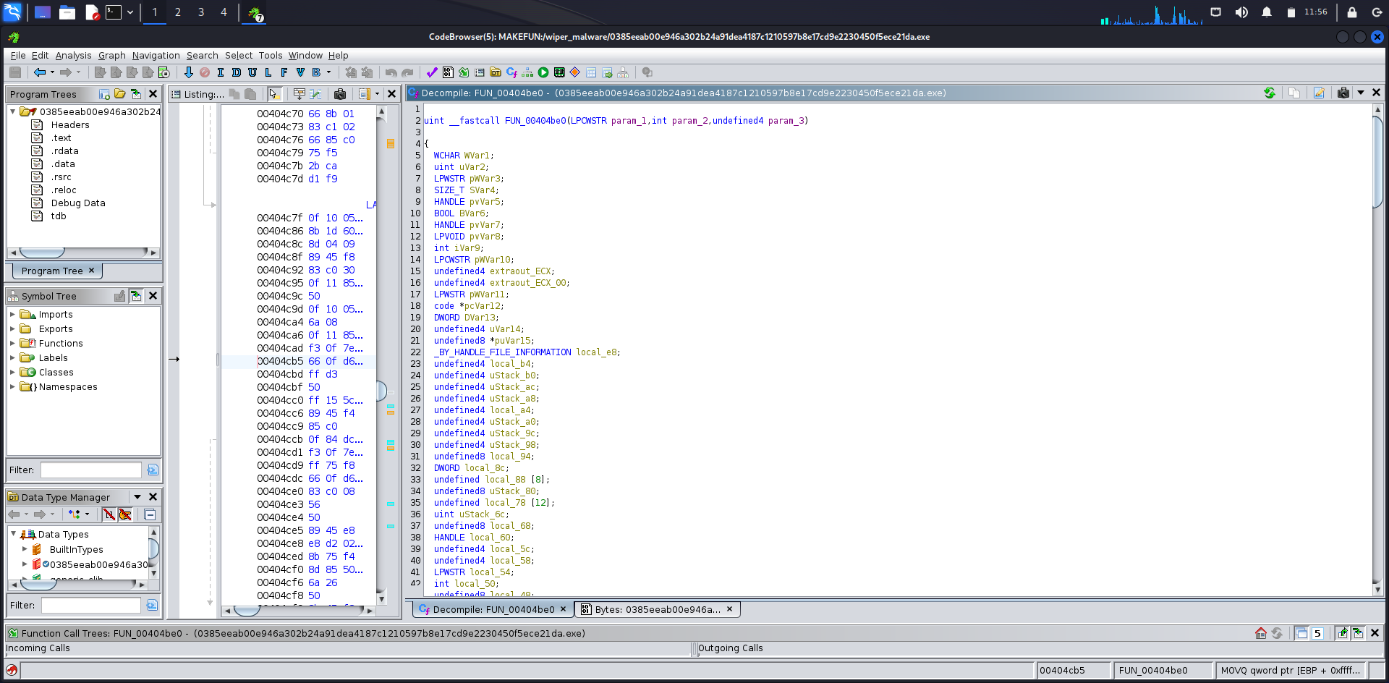 1 2 3 4
7
11:56
CodeBrowser(5): MAKEFUN:/wiper_malware/0385eeab00e946a302b24a91dea4187c1210597b8e17cd9e2230450f5ece21da.exe
File Edit Analysis Graph Navigation Search Select Tools Window Help
I D U L F V B
Program Trees
0385eeab00e946a302b24
Headers
.text
.rdata
.data
.rsrc
.reloc
Debug Data
tdb
Program Tree ×
Symbol Tree
Imports
Exports
Functions
Labels
Classes
Namespaces
Filter:
Data Type Manager
Data Types
BuiltInTypes
0385eeab00e946a30
generic_clib
Filter:
Listing:...
00404c70 66 8b 01
00404c73 83 c1 02
00404c76 66 85 c0
00404c79 75 f5
00404c7b 2b ca
00404c7d d1 f9
LA
00404c7f 0f 10 05...
00404c86 8b 1d 60...
00404c8c 8d 04 09
00404c8f 89 45 f8
00404c92 83 c0 30
00404c95 0f 11 85...
00404c9c 50
00404c9d 0f 10 05...
00404ca4 6a 08
00404ca6 0f 11 85...
00404cad f3 0f 7e...
00404cb5 66 0f d6...
00404cbd ff d3
00404cbf 50
00404cc0 ff 15 5c...
00404cc6 89 45 f4
00404cc9 85 c0
00404ccb 0f 84 dc...
00404cd1 f3 0f 7e...
00404cd9 ff 75 f8
00404cdc 66 0f d6...
00404ce0 83 c0 08
00404ce3 56
00404ce4 50
00404ce5 89 45 e8
00404ce8 e8 d2 02...
00404ced 8b 75 f4
00404cf0 8d 85 50...
00404cf6 6a 26
00404cf8 50
Decompile: FUN_00404be0 - (0385eeab00e946a302b24a91dea4187c1210597b8e17cd9e2230450f5ece21da.exe)
1
2 uint __fastcall FUN_00404be0(LPCWSTR param_1,int param_2,undefined4 param_3)
3
4 {
5 WCHAR WVar1;
6 uint uVar2;
7 LPWSTR pWVar3;
8 SIZE_T SVar4;
9 HANDLE pvVar5;
10 BOOL BVar6;
11 HANDLE pvVar7;
12 LPVOID pvVar8;
13 int iVar9;
14 LPCWSTR pWVar10;
15 undefined4 extraout_ECX;
16 undefined4 extraout_ECX_00;
17 LPWSTR pWVar11;
18 code *pcVar12;
19 DWORD DVar13;
20 undefined4 uVar14;
21 undefined8 *puVar15;
22 _BY_HANDLE_FILE_INFORMATION local_e8;
23 undefined4 local_b4;
24 undefined4 uStack_b0;
25 undefined4 uStack_ac;
26 undefined4 uStack_a8;
27 undefined4 local_a4;
28 undefined4 uStack_a0;
29 undefined4 uStack_9c;
30 undefined4 uStack_98;
31 undefined8 local_94;
32 DWORD local_8c;
33 undefined local_88 [8];
34 undefined8 uStack_80;
35 undefined local_78 [12];
36 uint uStack_6c;
37 undefined8 local_68;
38 HANDLE local_60;
39 undefined4 local_5c;
40 undefined4 local_58;
41 LPWSTR local_54;
42 int local_50;
undefined8 local_48;
Decompile: FUN_00404be0 × Bytes: 0385eeab00e946a... ×
Function Call Trees: FUN_00404be0 - (0385eeab00e946a302b24a91dea4187c1210597b8e17cd9e2230450f5ece21da.exe)
5
Incoming Calls
Outgoing Calls
00404cb5 FUN_00404be0 MOVQ qword ptr [EBP + 0xffff...